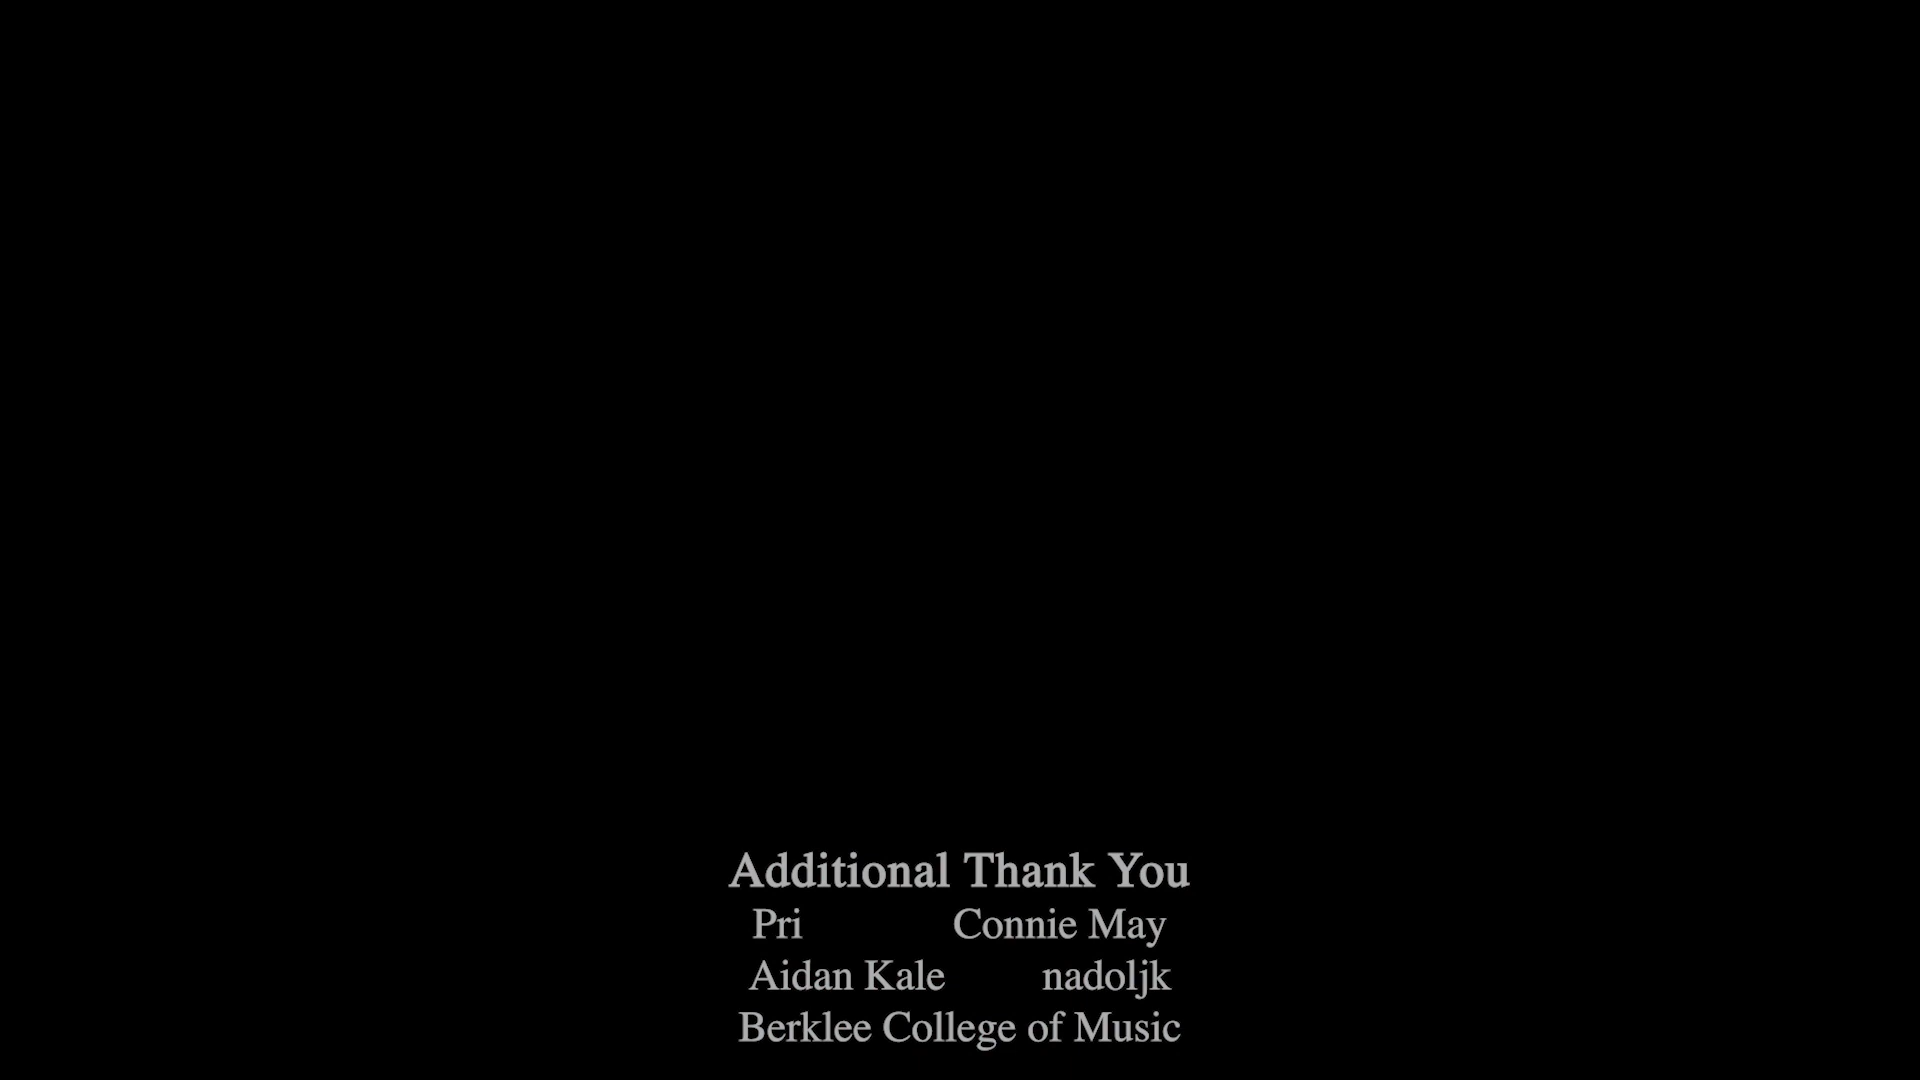 Additional Thank You
Pri Connie May
Aidan Kale nadoljk
Berklee College of Music